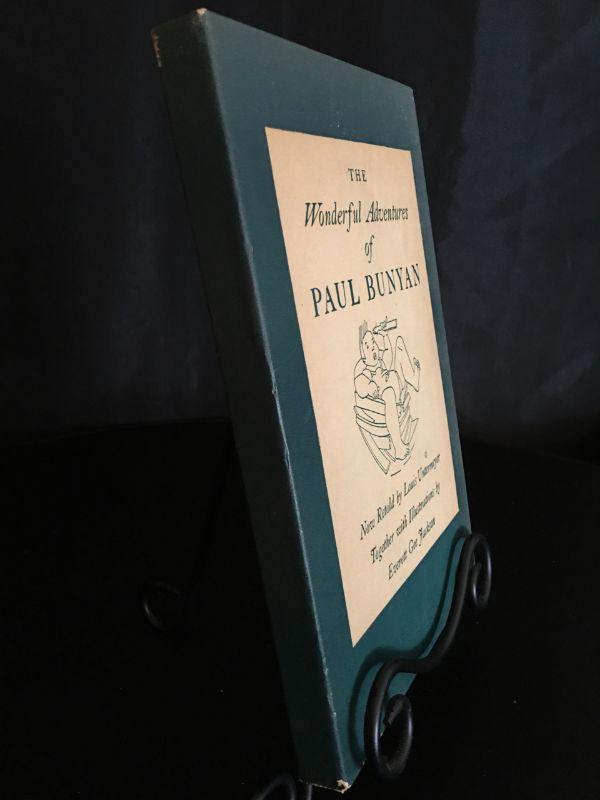 THE
Wonderful Adventures
of
PAUL BUNYAN
Now Retold by Louis Untermeyer
Together with Illustrations by
Everett Gee Jackson